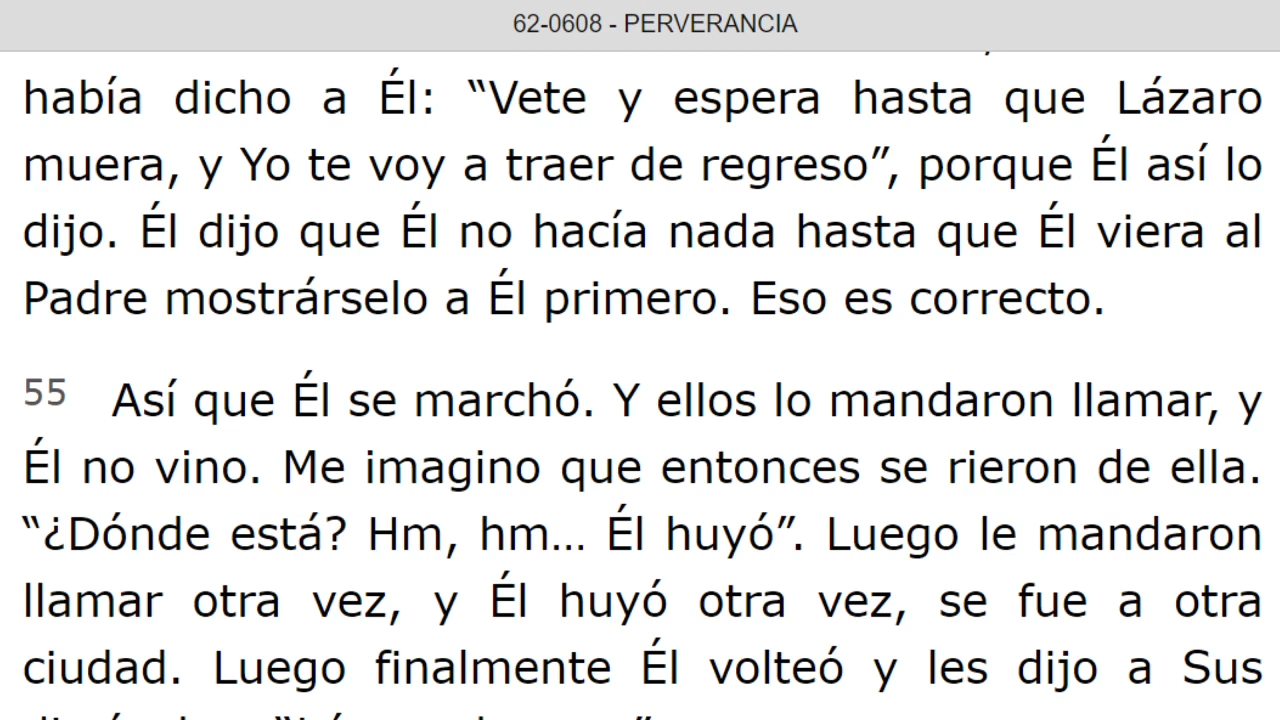 62-0608 - PERVERANCIA
había dicho a Él: “Vete y espera hasta que Lázaro
muera, y Yo te voy a traer de regreso”, porque Él así lo
dijo. Él dijo que Él no hacía nada hasta que Él viera al
Padre mostrárselo a Él primero. Eso es correcto.
55 Así que Él se marchó. Y ellos lo mandaron llamar, y
Él no vino. Me imagino que entonces se rieron de ella.
“¿Dónde está? Hm, hm... Él huyó”. Luego le mandaron
llamar otra vez, y Él huyó otra vez, se fue a otra
ciudad. Luego finalmente Él volteó y les dijo a Sus